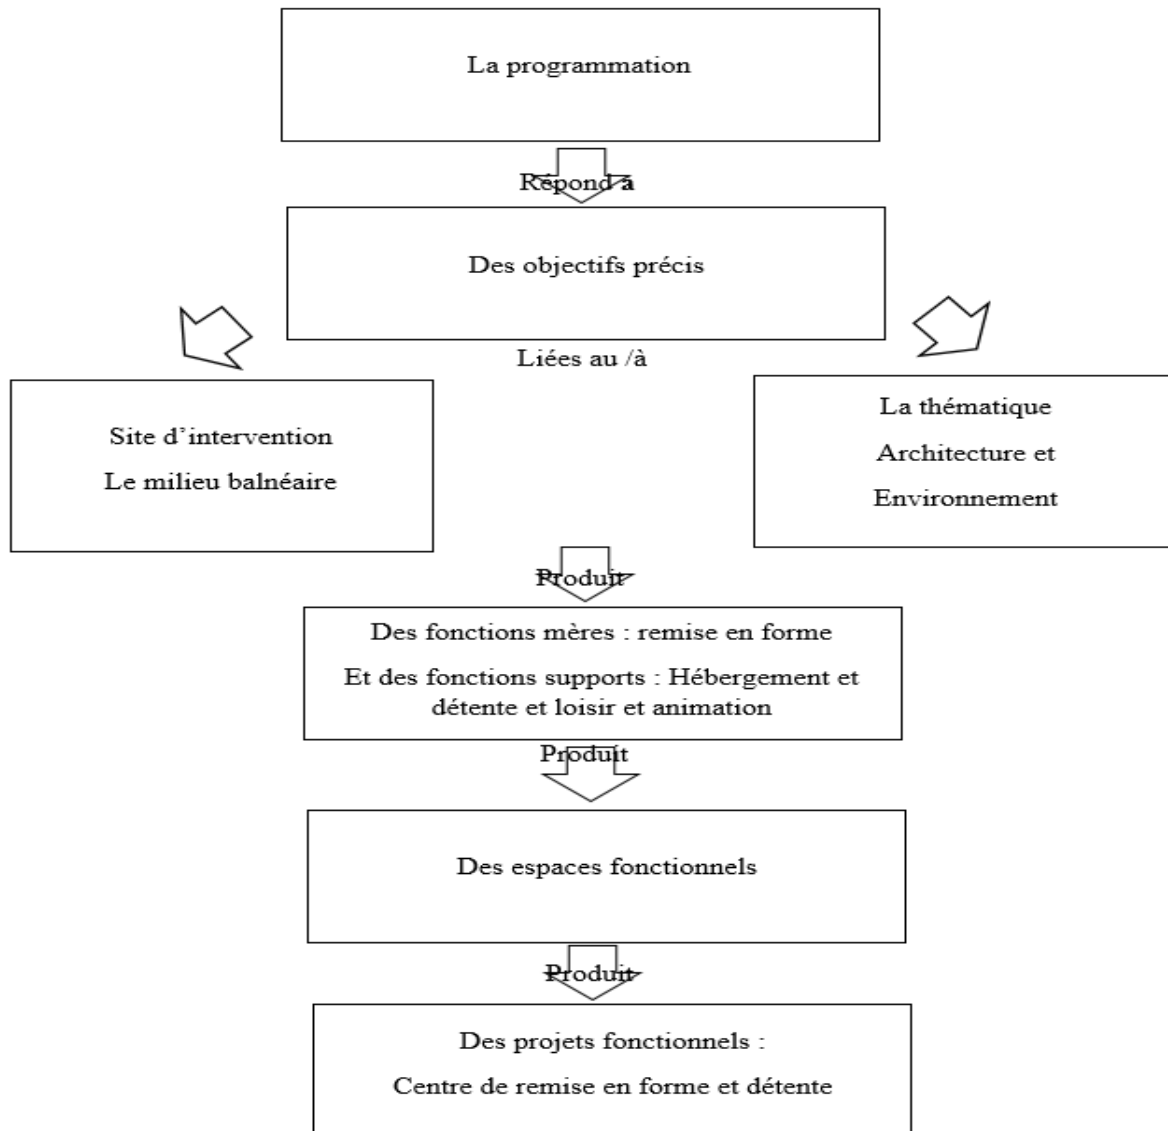 La programmation
Répond à
Des objectifs précis
Liées au /à
Site d’intervention
Le milieu balnéaire
La thématique
Architecture et
Environnement
Produit
Des fonctions mères : remise en forme
Et des fonctions supports : Hébergement et
détente et loisir et animation
Produit
Des espaces fonctionnels
Produit
Des projets fonctionnels :
Centre de remise en forme et détente